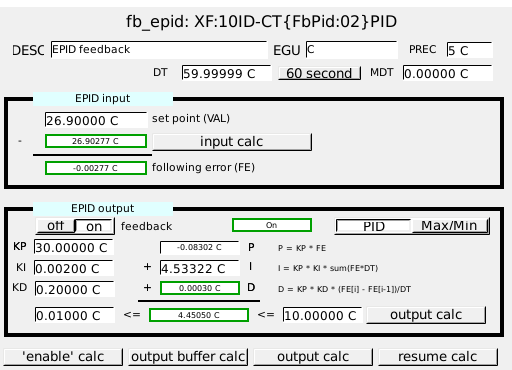 fb_epid: XF:10ID-CT{FbPid:02}PID
DESC EPID feedback EGU C PREC 5 C
DT 59.99999 C 60 second MDT 0.00000 C
EPID input
26.90000 C set point (VAL)
- 26.90277 C input calc
-0.00277 C following error (FE)
EPID output
off on feedback On PID Max/Min
KP 30.00000 C -0.08302 C P P = KP * FE
KI 0.00200 C + 4.53322 C I I = KP * KI * sum(FE*DT)
KD 0.20000 C + 0.00030 C D D = KP * KD * (FE[i] - FE[i-1])/DT
0.01000 C <= 4.45050 C <= 10.00000 C output calc
'enable' calc output buffer calc output calc resume calc